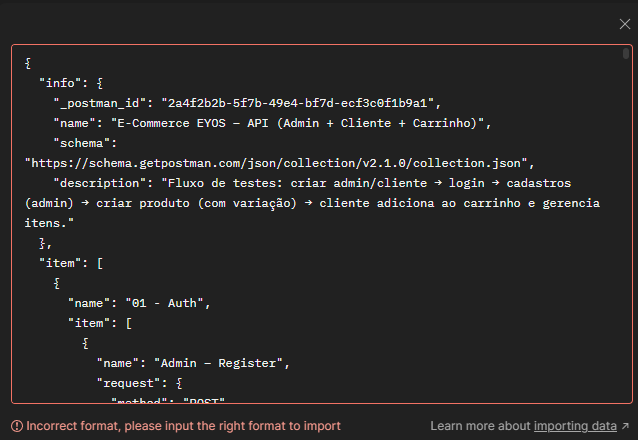 {
"info": {
"_postman_id": "2a4f2b2b-5f7b-49e4-bf7d-ecf3c0f1b9a1",
"name": "E-Commerce EYOS – API (Admin + Cliente + Carrinho)",
"schema":
"https://schema.getpostman.com/json/collection/v2.1.0/collection.json",
"description": "Fluxo de testes: criar admin/cliente → login → cadastros
(admin) → criar produto (com variação) → cliente adiciona ao carrinho e gerencia
itens."
},
"item": [
{
"name": "01 - Auth",
"item": [
{
"name": "Admin – Register",
"request": {
"method": "POST"
Incorrect format, please input the right format to import
Learn more about importing data ↗